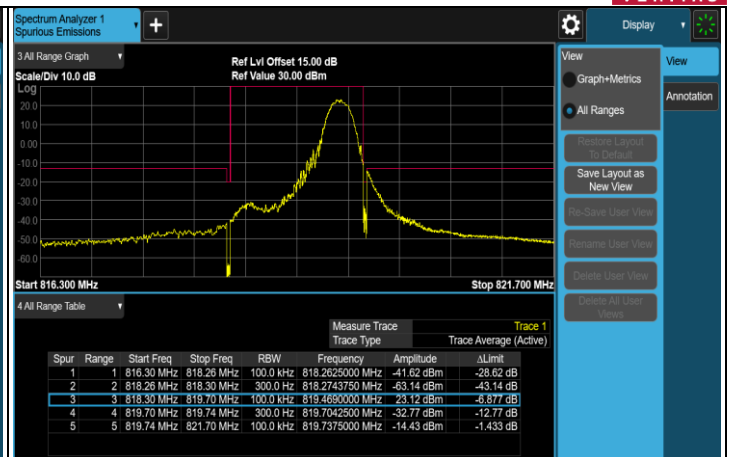 Spectrum Analyzer 1
Spurious Emissions
Display
3 All Range Graph
Ref Lvl Offset 15.00 dB
Scale/Div 10.0 dB
Ref Value 30.00 dBm
Log
20.0
10.0
0.00
-10.0
-20.0
-30.0
-40.0
-50.0
-60.0
Start 816.300 MHz
Stop 821.700 MHz
View
Graph+Metrics
All Ranges
Restore Layout
To Default
Save Layout as
New View
Re-Save User View
Rename User View
Delete User View
Delete All User
Views
View
Annotation
4 All Range Table
Measure Trace Trace 1
Trace Type Trace Average (Active)
Spur Range Start Freq Stop Freq RBW Frequency Amplitude ΔLimit
1 1 816.30 MHz 818.26 MHz 100.0 kHz 818.2625000 MHz -41.62 dBm -28.62 dB
2 2 818.26 MHz 818.30 MHz 300.0 Hz 818.2743750 MHz -63.14 dBm -43.14 dB
3 3 818.30 MHz 819.70 MHz 100.0 kHz 819.4690000 MHz 23.12 dBm -6.877 dB
4 4 819.70 MHz 819.74 MHz 300.0 Hz 819.7042500 MHz -32.77 dBm -12.77 dB
5 5 819.74 MHz 821.70 MHz 100.0 kHz 819.7375000 MHz -14.43 dBm -1.433 dB